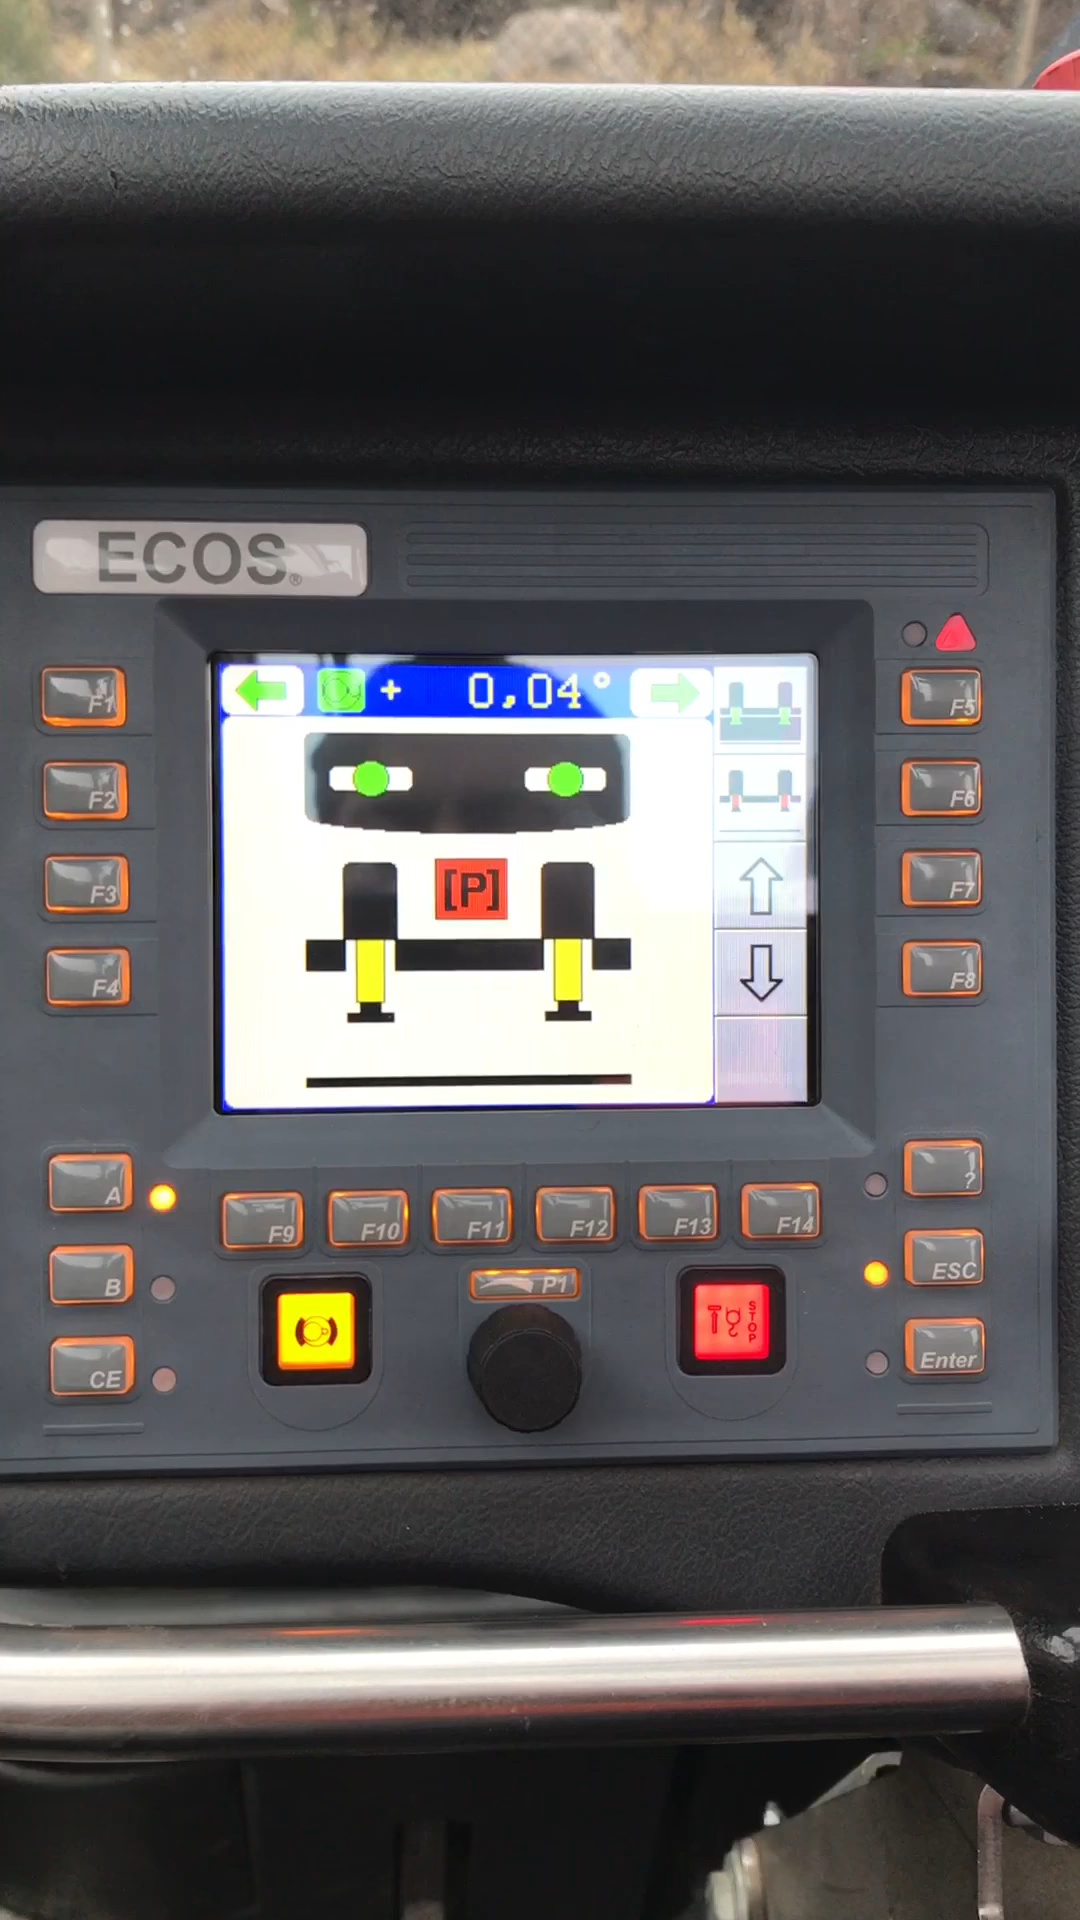 ECOS®
+ 0,04°
F1
F5
F2
F6
F3
[P]
F7
F4
F8
A
?
F9
F10
F11
F12
F13
F14
B
P1
ESC
STOP
CE
Enter